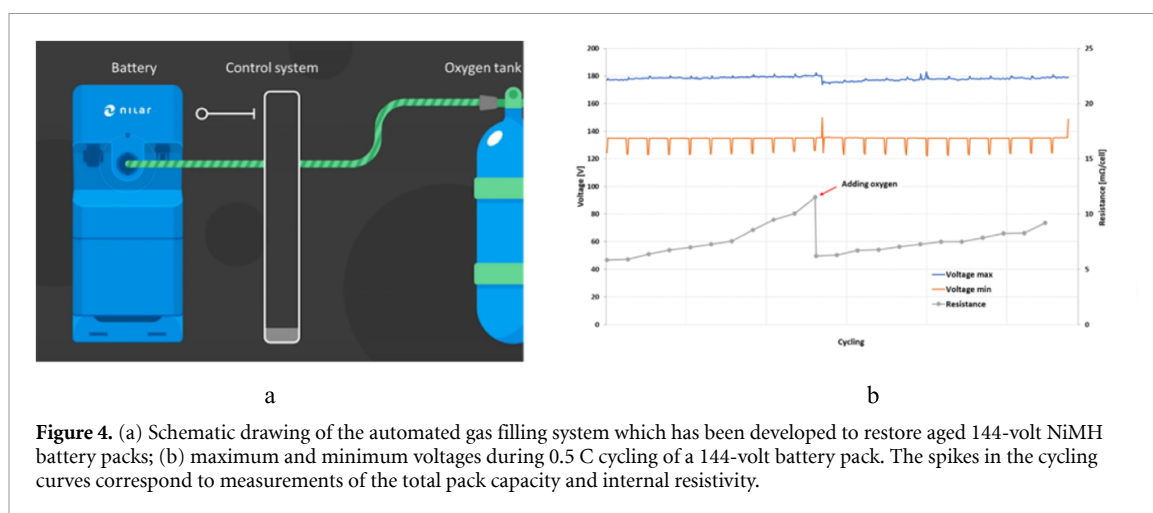 Battery
Control system
Oxygen tank
nilar
200
180
160
140
120
100
80
60
40
20
0
Voltage [V]
25
20
15
10
5
0
Resistance [mΩ/cell]
Adding oxygen
Voltage max
Voltage min
Resistance
Cycling
a
b
Figure 4. (a) Schematic drawing of the automated gas filling system which has been developed to restore aged 144-volt NiMH
battery packs; (b) maximum and minimum voltages during 0.5 C cycling of a 144-volt battery pack. The spikes in the cycling
curves correspond to measurements of the total pack capacity and internal resistivity.